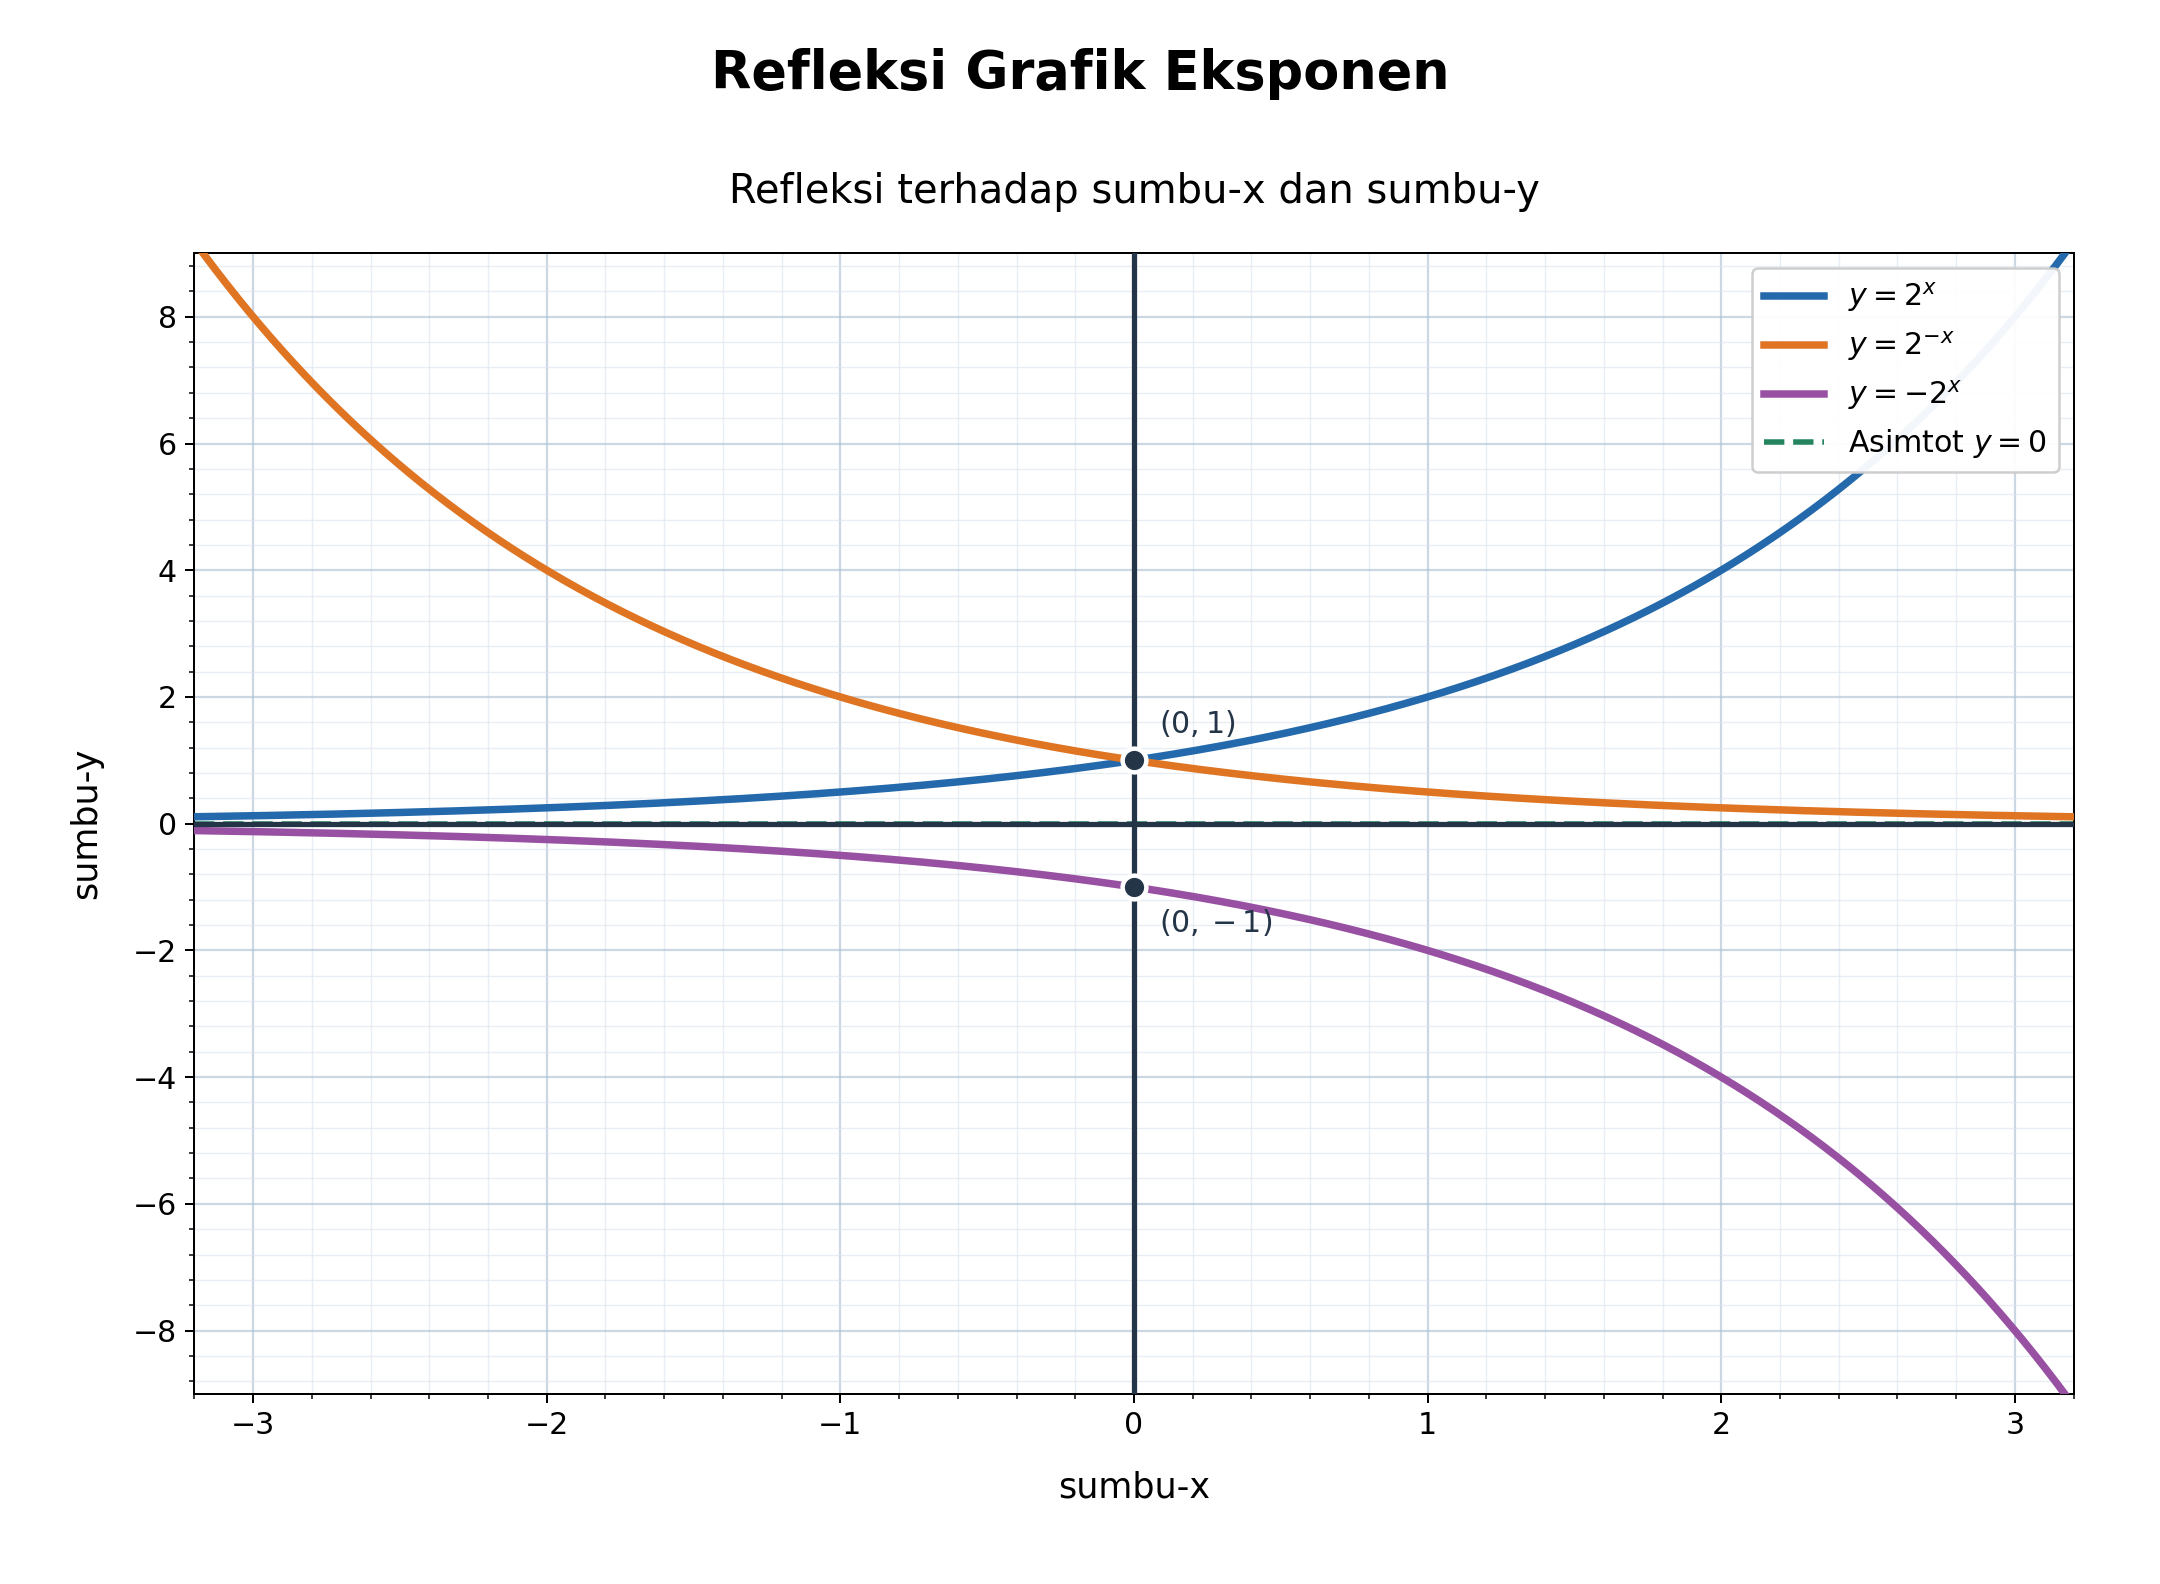 Refleksi Grafik Eksponen
Refleksi terhadap sumbu-x dan sumbu-y
y = 2^x
y = 2^{−x}
y = −2^x
Asimtot y = 0
8
6
4
2
0
−2
−4
−6
−8
(0, 1)
(0, −1)
sumbu-y
−3
−2
−1
0
1
2
3
sumbu-x